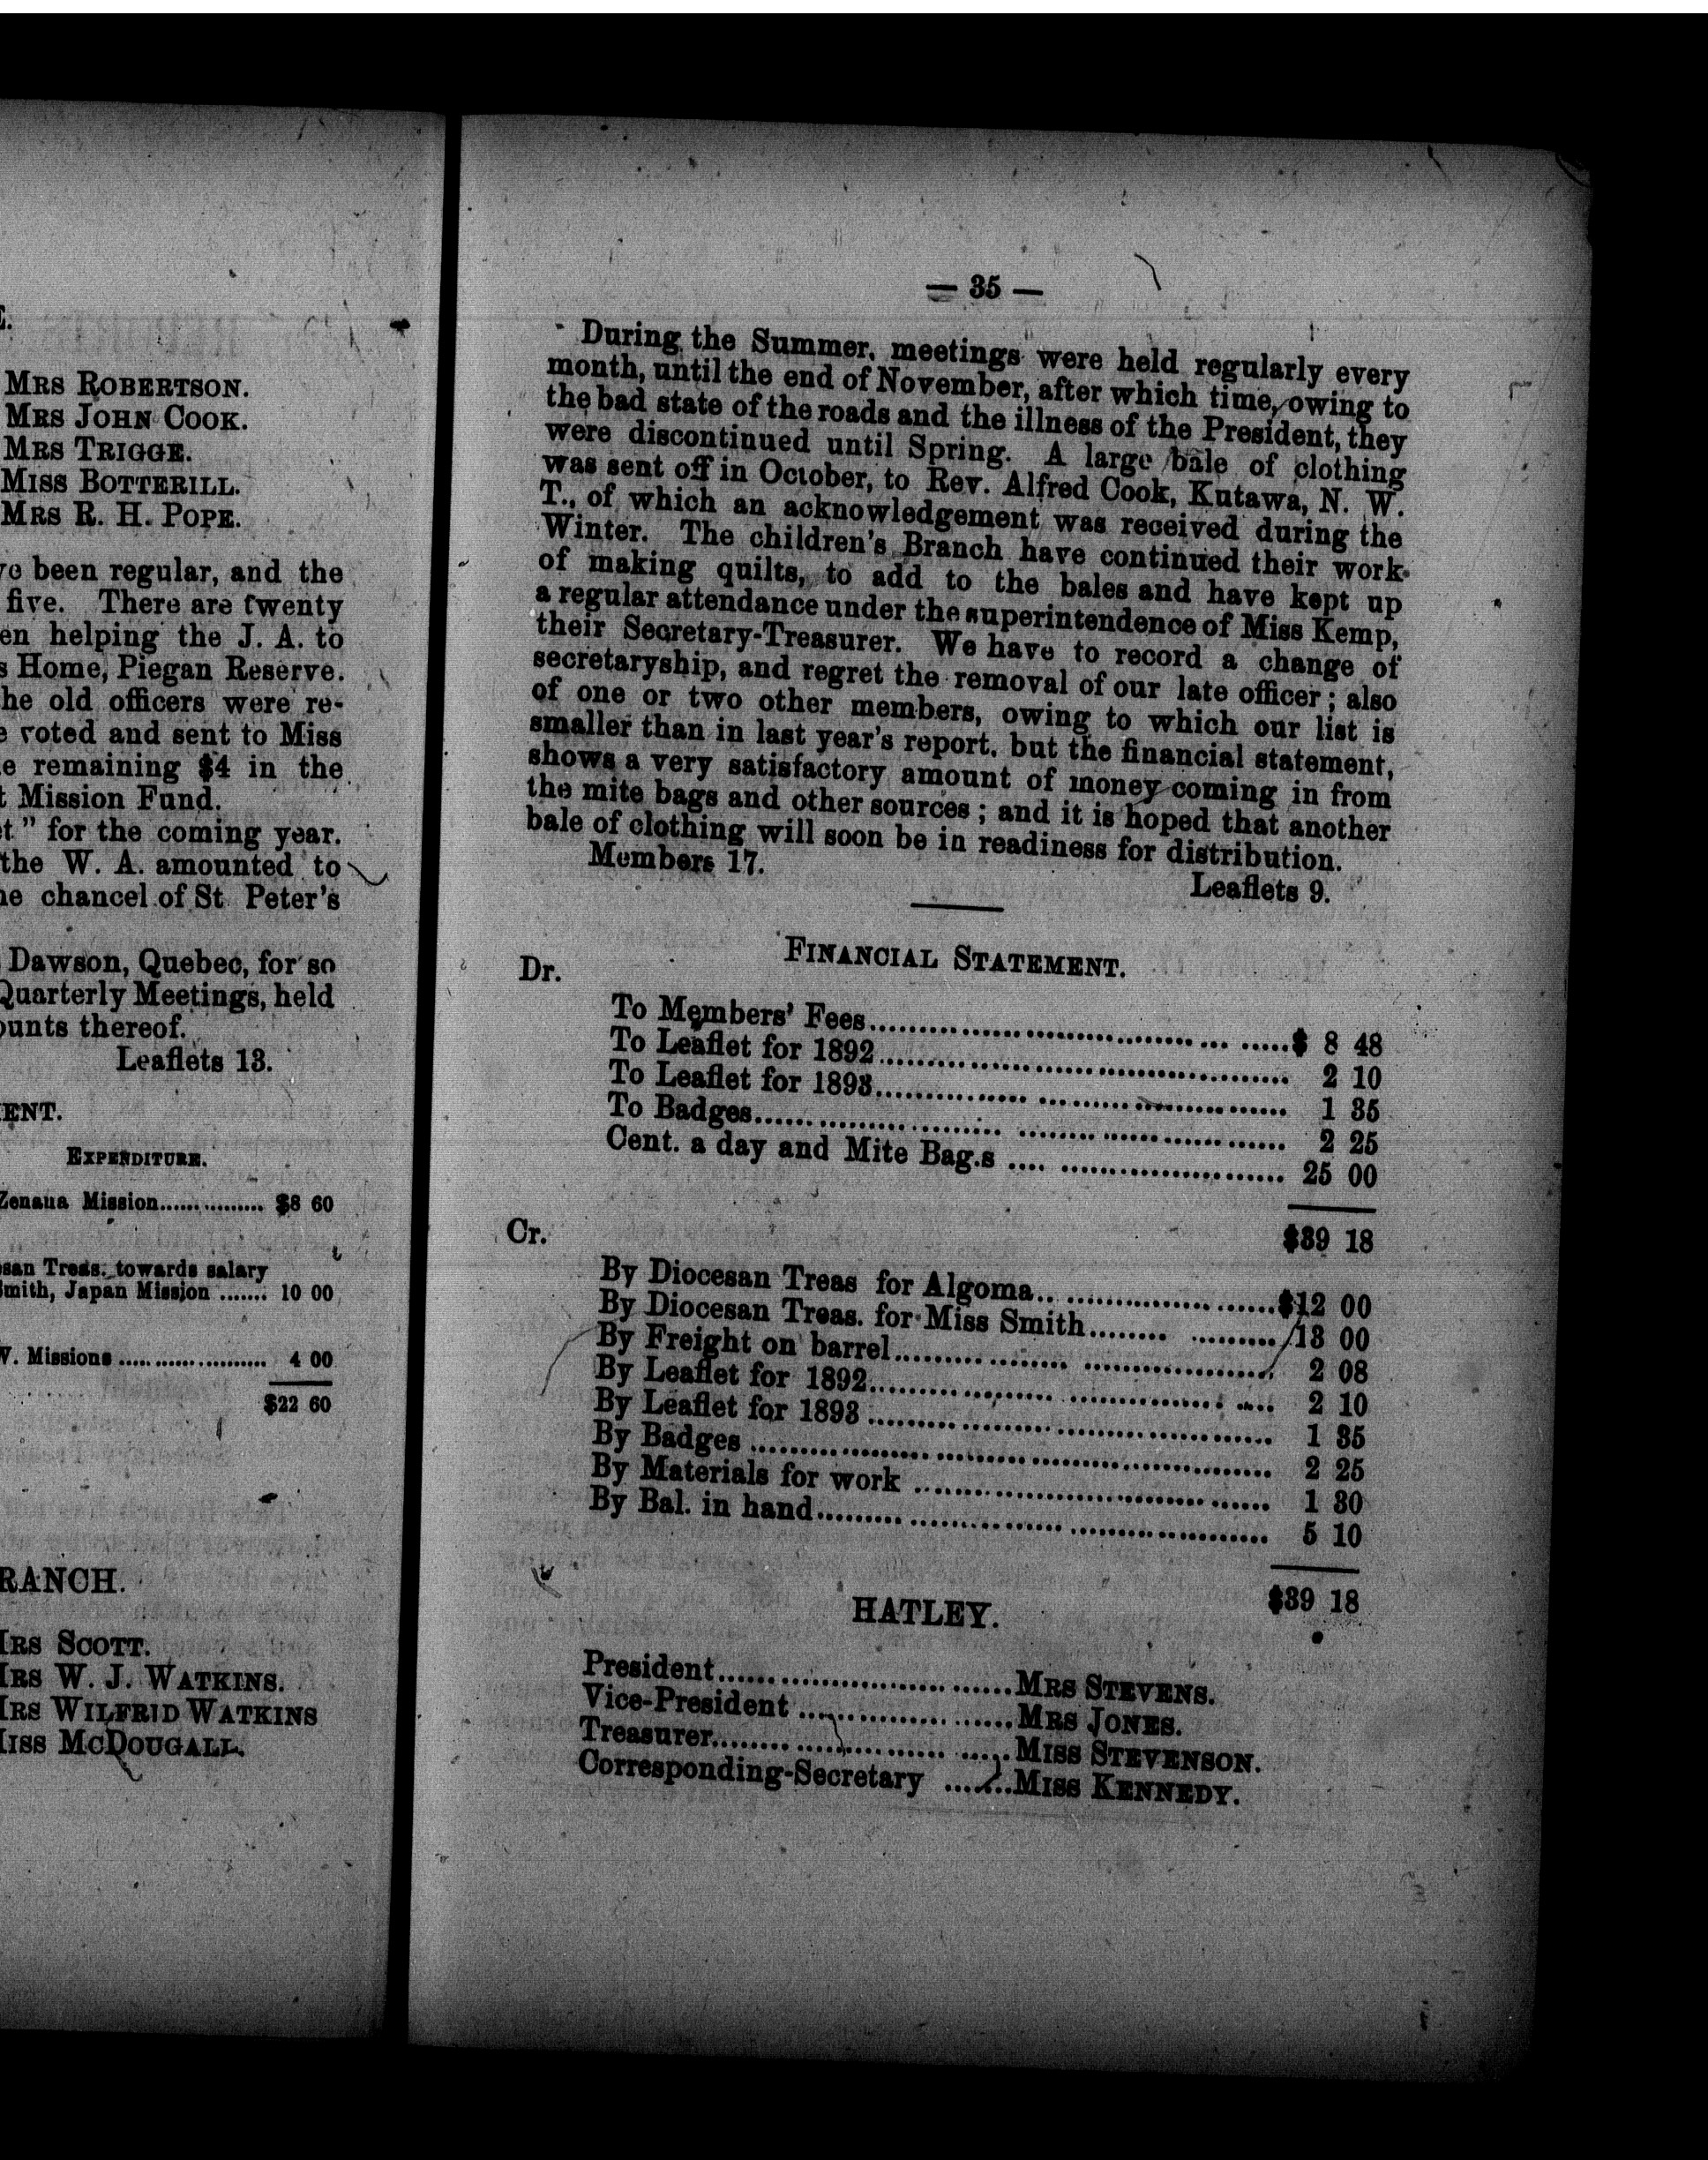 E.
MRS ROBERTSON.
MRS JOHN COOK.
MRS TRIGGE.
MISS BOTTERILL.
MRS R. H. POPE.
been regular, and the
five. There are twenty
en helping the J. A. to
s Home, Piegan Reserve.
he old officers were re-
voted and sent to Miss
e remaining $4 in the
t Mission Fund.
et " for the coming year.
the W. A. amounted to
he chancel of St Peter's
Dawson, Quebec, for so
Quarterly Meetings, held
ounts thereof.
Leaflets 13.
ENT.
EXPENDITURE.
Zenana Mission............... $8 60
san Treas. towards salary
Smith, Japan Mission ....... 10 00
W. Missions ..................... 4 00
$22 60
RANCH.
MRS SCOTT.
MRS W. J. WATKINS.
MRS WILFRID WATKINS
MISS MCDOUGALL.
— 35 —
During the Summer, meetings were held regularly every
month, until the end of November, after which time, owing to
the bad state of the roads and the illness of the President, they
were discontinued until Spring. A large bale of clothing
was sent off in October, to Rev. Alfred Cook, Kutawa, N. W.
T., of which an acknowledgement was received during the
Winter. The children's Branch have continued their work
of making quilts, to add to the bales and have kept up
a regular attendance under the superintendence of Miss Kemp,
their Secretary-Treasurer. We have to record a change of
secretaryship, and regret the removal of our late officer; also
of one or two other members, owing to which our list is
smaller than in last year's report. but the financial statement,
shows a very satisfactory amount of money coming in from
the mite bags and other sources; and it is hoped that another
bale of clothing will soon be in readiness for distribution.
Members 17.
Leaflets 9.
FINANCIAL STATEMENT.
Dr.
To Members' Fees.............................................$ 8 48
To Leaflet for 1892............................................. 2 10
To Leaflet for 1893............................................. 1 35
To Badges......................................................... 2 25
Cent. a day and Mite Bag.s .... ........................ 25 00
$39 18
Cr.
By Diocesan Treas for Algoma.. ........................$12 00
By Diocesan Treas. for Miss Smith........ ......... 13 00
By Freight on barrel............................................. 2 08
By Leaflet for 1892............................................. 2 10
By Leaflet for 1893 ............................................. 1 35
By Badges ......................................................... 2 25
By Materials for work ........................................ 1 30
By Bal. in hand................................................... 5 10
$39 18
HATLEY.
President....................................MRS STEVENS.
Vice-President ..........................MRS JONES.
Treasurer...................................MISS STEVENSON.
Corresponding-Secretary ........MISS KENNEDY.